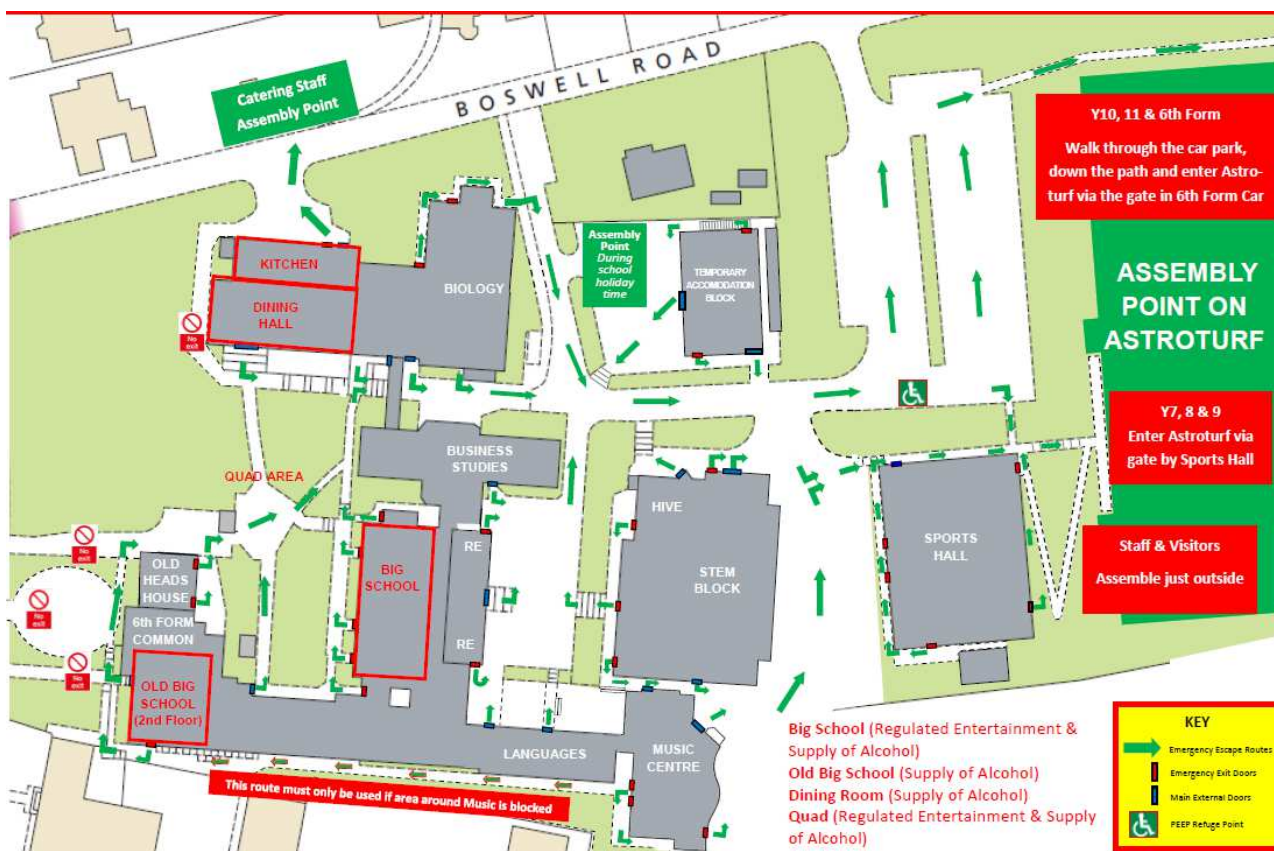 BOSWELL ROAD
Catering Staff
Assembly Point
Y10, 11 & 6th Form
Walk through the car park,
down the path and enter Astro-
turf via the gate in 6th Form Car
Assembly
Point
During
school
holiday
time
TEMPORARY
ACCOMODATION
BLOCK
KITCHEN
DINING
HALL
BIOLOGY
ASSEMBLY
POINT ON
ASTROTURF
No
exit
Y7, 8 & 9
Enter Astroturf via
gate by Sports Hall
BUSINESS
STUDIES
QUAD AREA
HIVE
STEM
BLOCK
SPORTS
HALL
Staff & Visitors
Assemble just outside
No
exit
OLD
HEADS
HOUSE
BIG
SCHOOL
RE
RE
No
exit
6th FORM
COMMON
No
exit
OLD BIG
SCHOOL
(2nd Floor)
LANGUAGES
MUSIC
CENTRE
This route must only be used if area around Music is blocked
Big School (Regulated Entertainment &
Supply of Alcohol)
Old Big School (Supply of Alcohol)
Dining Room (Supply of Alcohol)
Quad (Regulated Entertainment & Supply
of Alcohol)
KEY
Emergency Escape Routes
Emergency Exit Doors
Main External Doors
PEEP Refuge Point